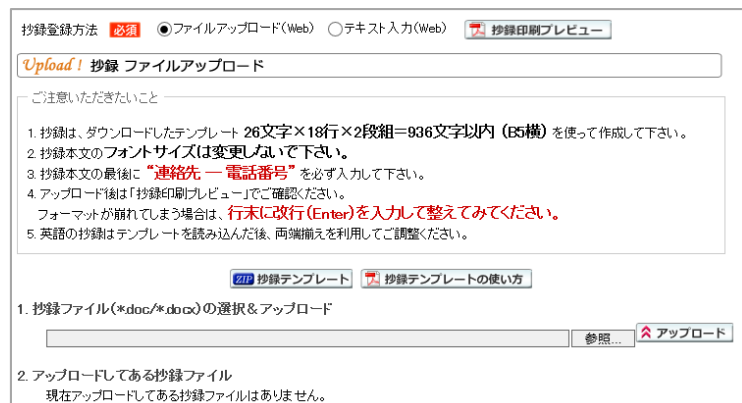 抄録登録方法 必須 ファイルアップロード(Web) テキスト入力(Web) 抄録印刷プレビュー
Upload! 抄録 ファイルアップロード
ご注意いただきたいこと
1. 抄録は、ダウンロードしたテンプレート 26文字×18行×2段組=936文字以内 (B5横) を使って作成して下さい。
2. 抄録本文のフォントサイズは変更しないで下さい。
3. 抄録本文の最後に “連絡先 ― 電話番号” を必ず入力して下さい。
4. アップロード後は「抄録印刷プレビュー」でご確認ください。
フォーマットが崩れてしまう場合は、行末に改行(Enter)を入力して整えてみてください。
5. 英語の抄録はテンプレートを読み込んだ後、両端揃えを利用してご調整ください。
ZIP 抄録テンプレート 抄録テンプレートの使い方
1. 抄録ファイル(*.doc/*.docx)の選択&アップロード
参照... アップロード
2. アップロードしてある抄録ファイル
現在アップロードしてある抄録ファイルはありません。